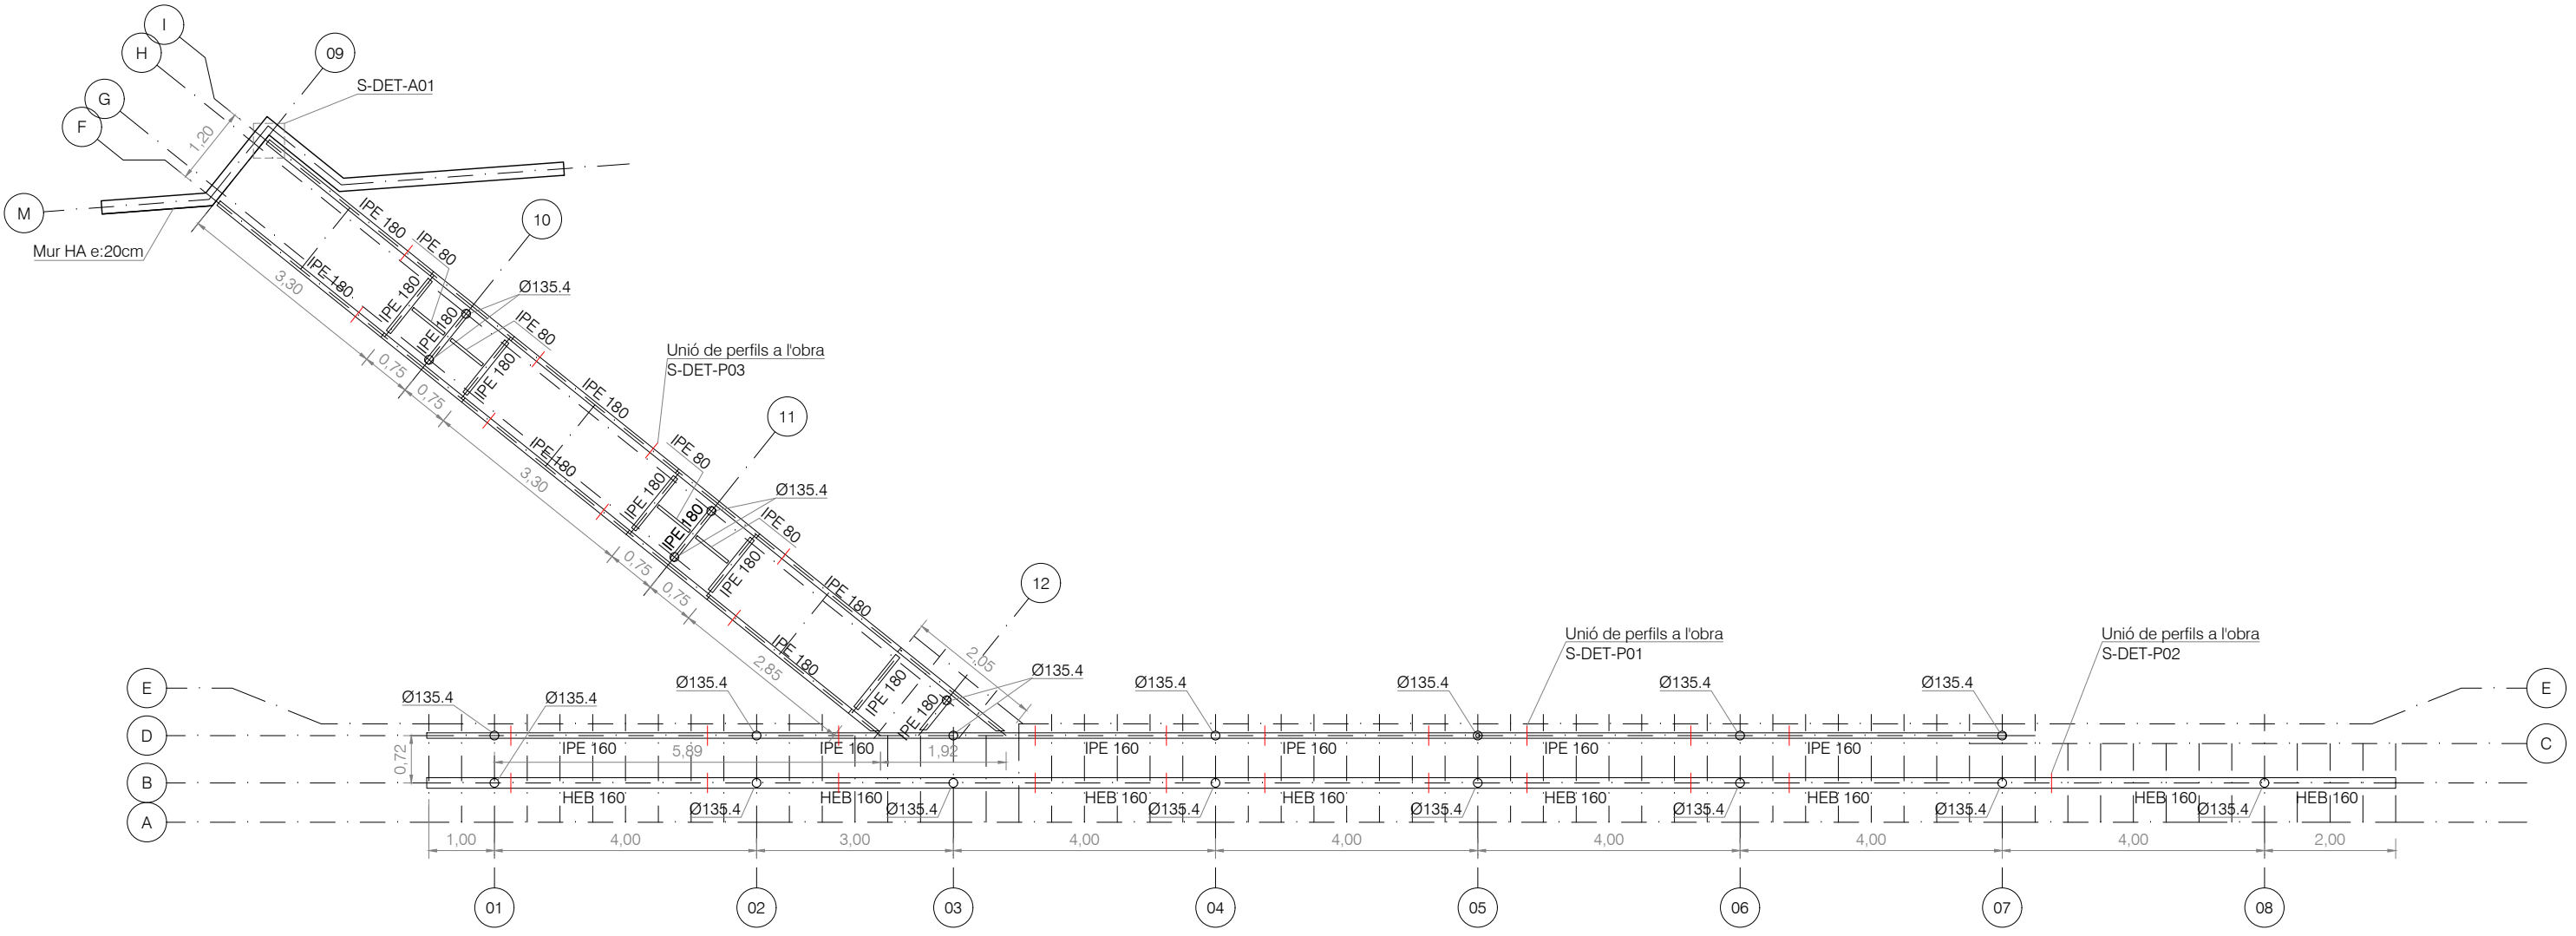 I
H
09
S-DET-A01
G
F
1,20
M
Mur HA e:20cm
IPE 180
IPE 80
10
IPE 180
3,30
IPE 180
Ø135.4
IPE 180
IPE 80
0,75
IPE 180
0,75
Unió de perfils a l'obra
S-DET-P03
IPE 180
11
IPE 180
IPE 80
3,30
IPE 180
Ø135.4
IPE 180
IPE 80
0,75
IPE 180
0,75
IPE 180
12
IPE 180
2,85
2,05
IPE 180
IPE 180
Ø135.4
Unió de perfils a l'obra
S-DET-P01
Unió de perfils a l'obra
S-DET-P02
E
Ø135.4
Ø135.4
Ø135.4
Ø135.4
Ø135.4
Ø135.4
Ø135.4
E
D
IPE 160
IPE 160
IPE 160
IPE 160
IPE 160
IPE 160
C
0,72
5,89
1,92
B
HEB 160
HEB 160
HEB 160
HEB 160
HEB 160
HEB 160
HEB 160
HEB 160
Ø135.4
Ø135.4
Ø135.4
Ø135.4
Ø135.4
Ø135.4
Ø135.4
A
1,00
4,00
3,00
4,00
4,00
4,00
4,00
4,00
2,00
01
02
03
04
05
06
07
08